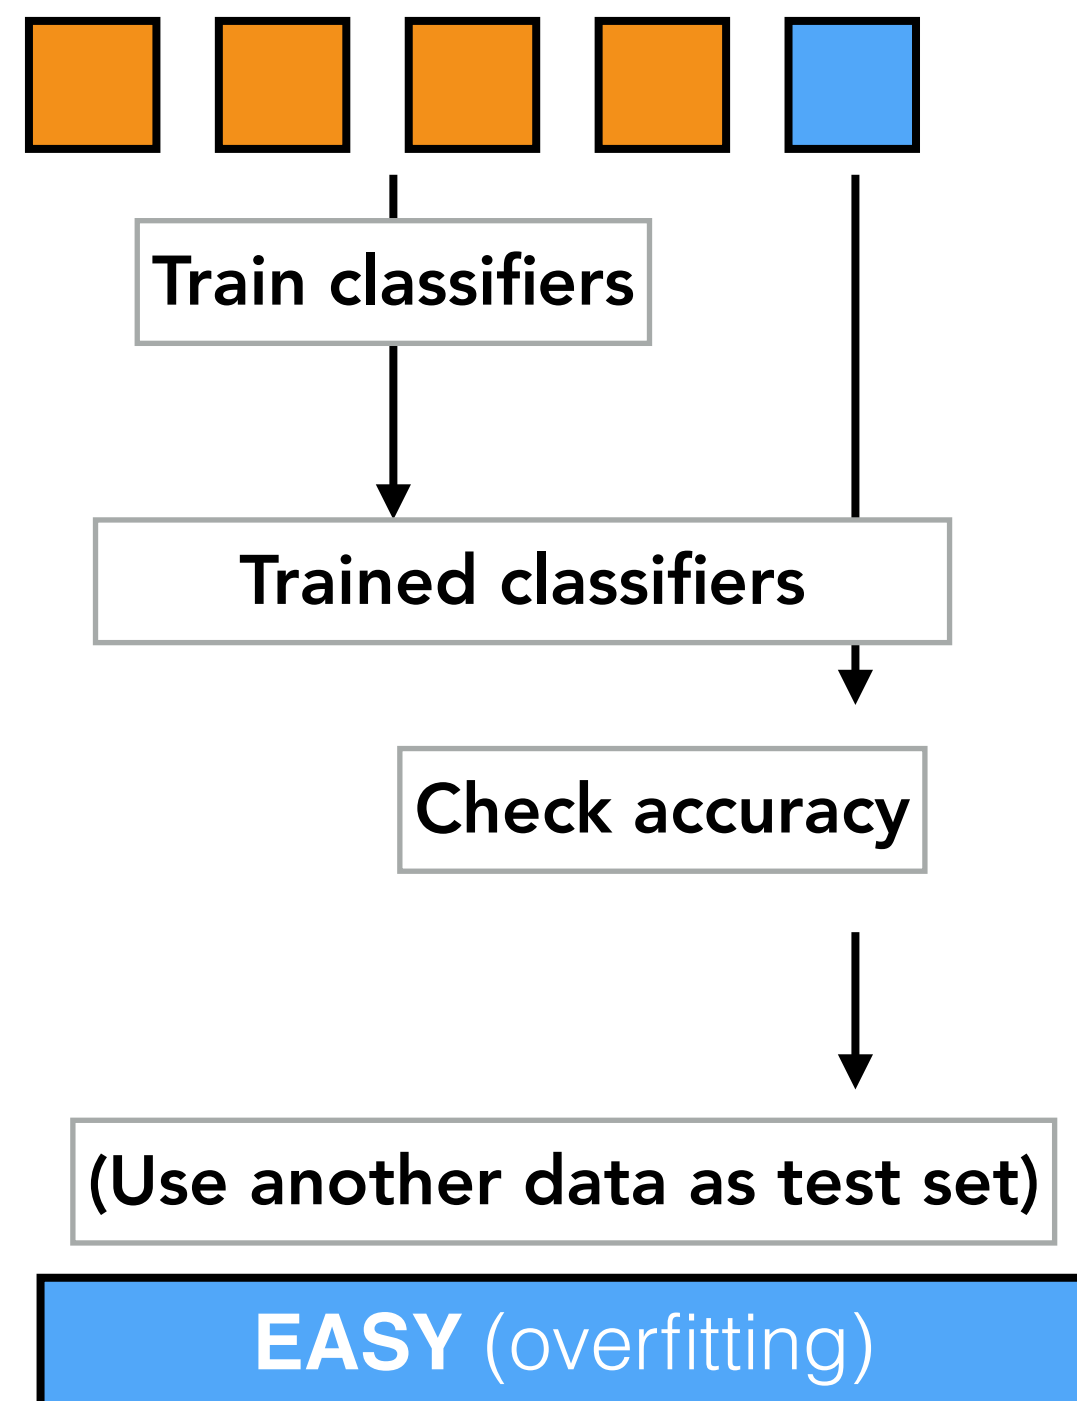 Train classifiers
Trained classifiers
Check accuracy
(Use another data as test set)
EASY (overfitting)